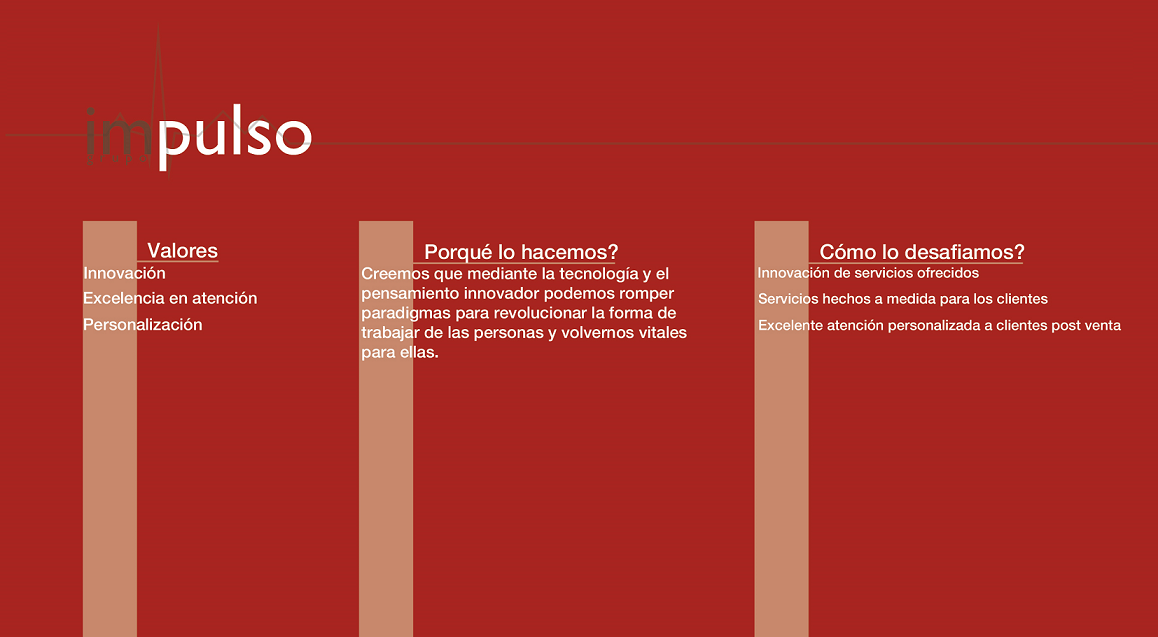 impulso
Valores
Innovación
Excelencia en atención
Personalización
Porqué lo hacemos?
Creemos que mediante la tecnología y el
pensamiento innovador podemos romper
paradigmas para revolucionar la forma de
trabajar de las personas y volvernos vitales
para ellas.
Cómo lo desafiamos?
Innovación de servicios ofrecidos
Servicios hechos a medida para los clientes
Excelente atención personalizada a clientes post venta